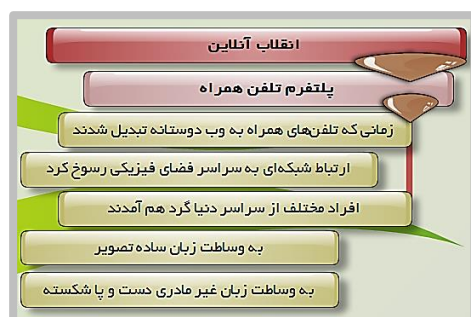 انقلاب آنلاین
پلتفرم تلفن همراه
زمانی که تلفن‌های همراه به وب دوستانه تبدیل شدند
ارتباط شبکه‌ای به سراسر فضای فیزیکی رسوخ کرد
افراد مختلف از سراسر دنیا گرد هم آمدند
به وساطت زبان ساده تصویر
به وساطت زبان غیر مادری دست و پا شکسته